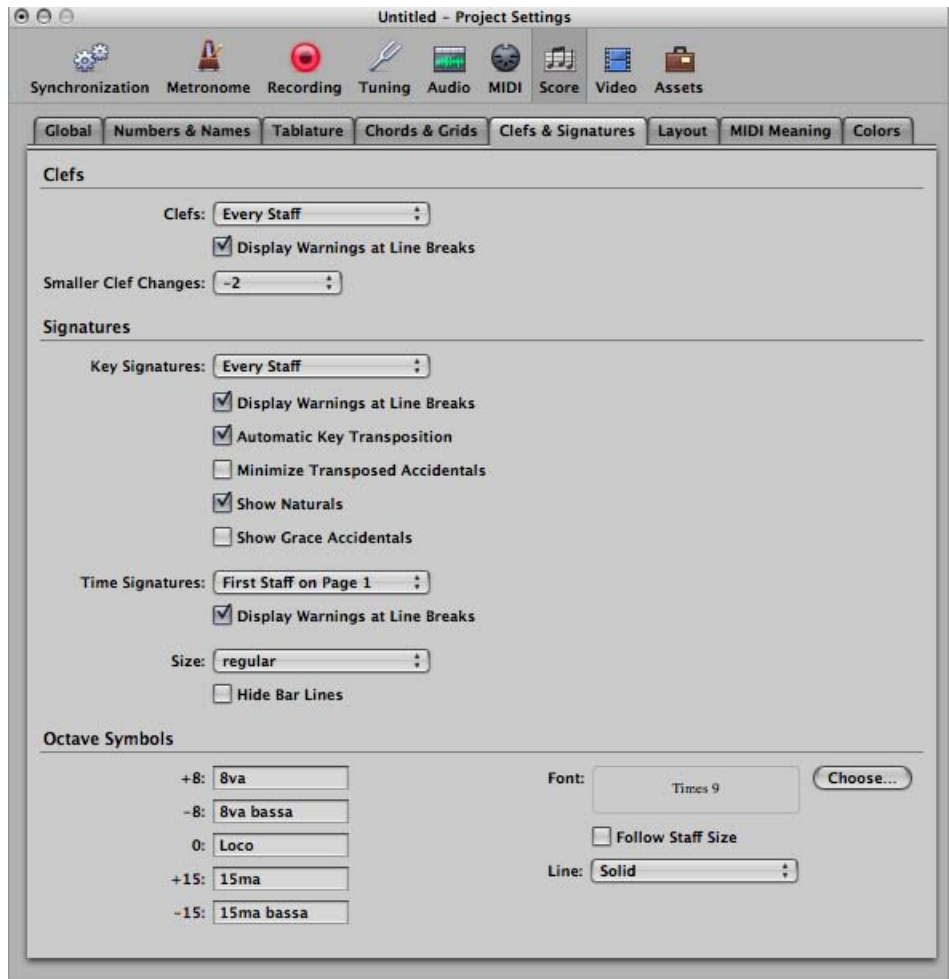 Untitled – Project Settings
Synchronization Metronome Recording Tuning Audio MIDI Score Video Assets
Global Numbers & Names Tablature Chords & Grids Clefs & Signatures Layout MIDI Meaning Colors
Clefs
Clefs: Every Staff
Display Warnings at Line Breaks
Smaller Clef Changes: -2
Signatures
Key Signatures: Every Staff
Display Warnings at Line Breaks
Automatic Key Transposition
Minimize Transposed Accidentals
Show Naturals
Show Grace Accidentals
Time Signatures: First Staff on Page 1
Display Warnings at Line Breaks
Size: regular
Hide Bar Lines
Octave Symbols
+8: 8va
-8: 8va bassa
0: Loco
+15: 15ma
-15: 15ma bassa
Font: Times 9 Choose...
Follow Staff Size
Line: Solid